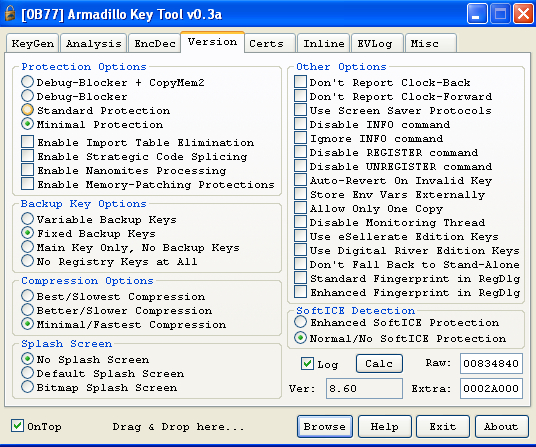 [0B77] Armadillo Key Tool v0.3a
KeyGen Analysis EncDec Version Certs Inline EVLog Misc
Protection Options
Debug-Blocker + CopyMem2
Debug-Blocker
Standard Protection
Minimal Protection
Enable Import Table Elimination
Enable Strategic Code Splicing
Enable Nanomites Processing
Enable Memory-Patching Protections
Backup Key Options
Variable Backup Keys
Fixed Backup Keys
Main Key Only, No Backup Keys
No Registry Keys at All
Compression Options
Best/Slowest Compression
Better/Slower Compression
Minimal/Fastest Compression
Splash Screen
No Splash Screen
Default Splash Screen
Bitmap Splash Screen
Other Options
Don't Report Clock-Back
Don't Report Clock-Forward
Use Screen Saver Protocols
Disable INFO command
Ignore INFO command
Disable REGISTER command
Disable UNREGISTER command
Auto-Revert On Invalid Key
Store Env Vars Externally
Allow Only One Copy
Disable Monitoring Thread
Use eSellerate Edition Keys
Use Digital River Edition Keys
Don't Fall Back to Stand-Alone
Standard Fingerprint in RegDlg
Enhanced Fingerprint in RegDlg
SoftICE Detection
Enhanced SoftICE Protection
Normal/No SoftICE Protection
Log Calc Raw: 00834840
Ver: 8.60 Extra: 0002A000
OnTop Drag & Drop here... Browse Help Exit About